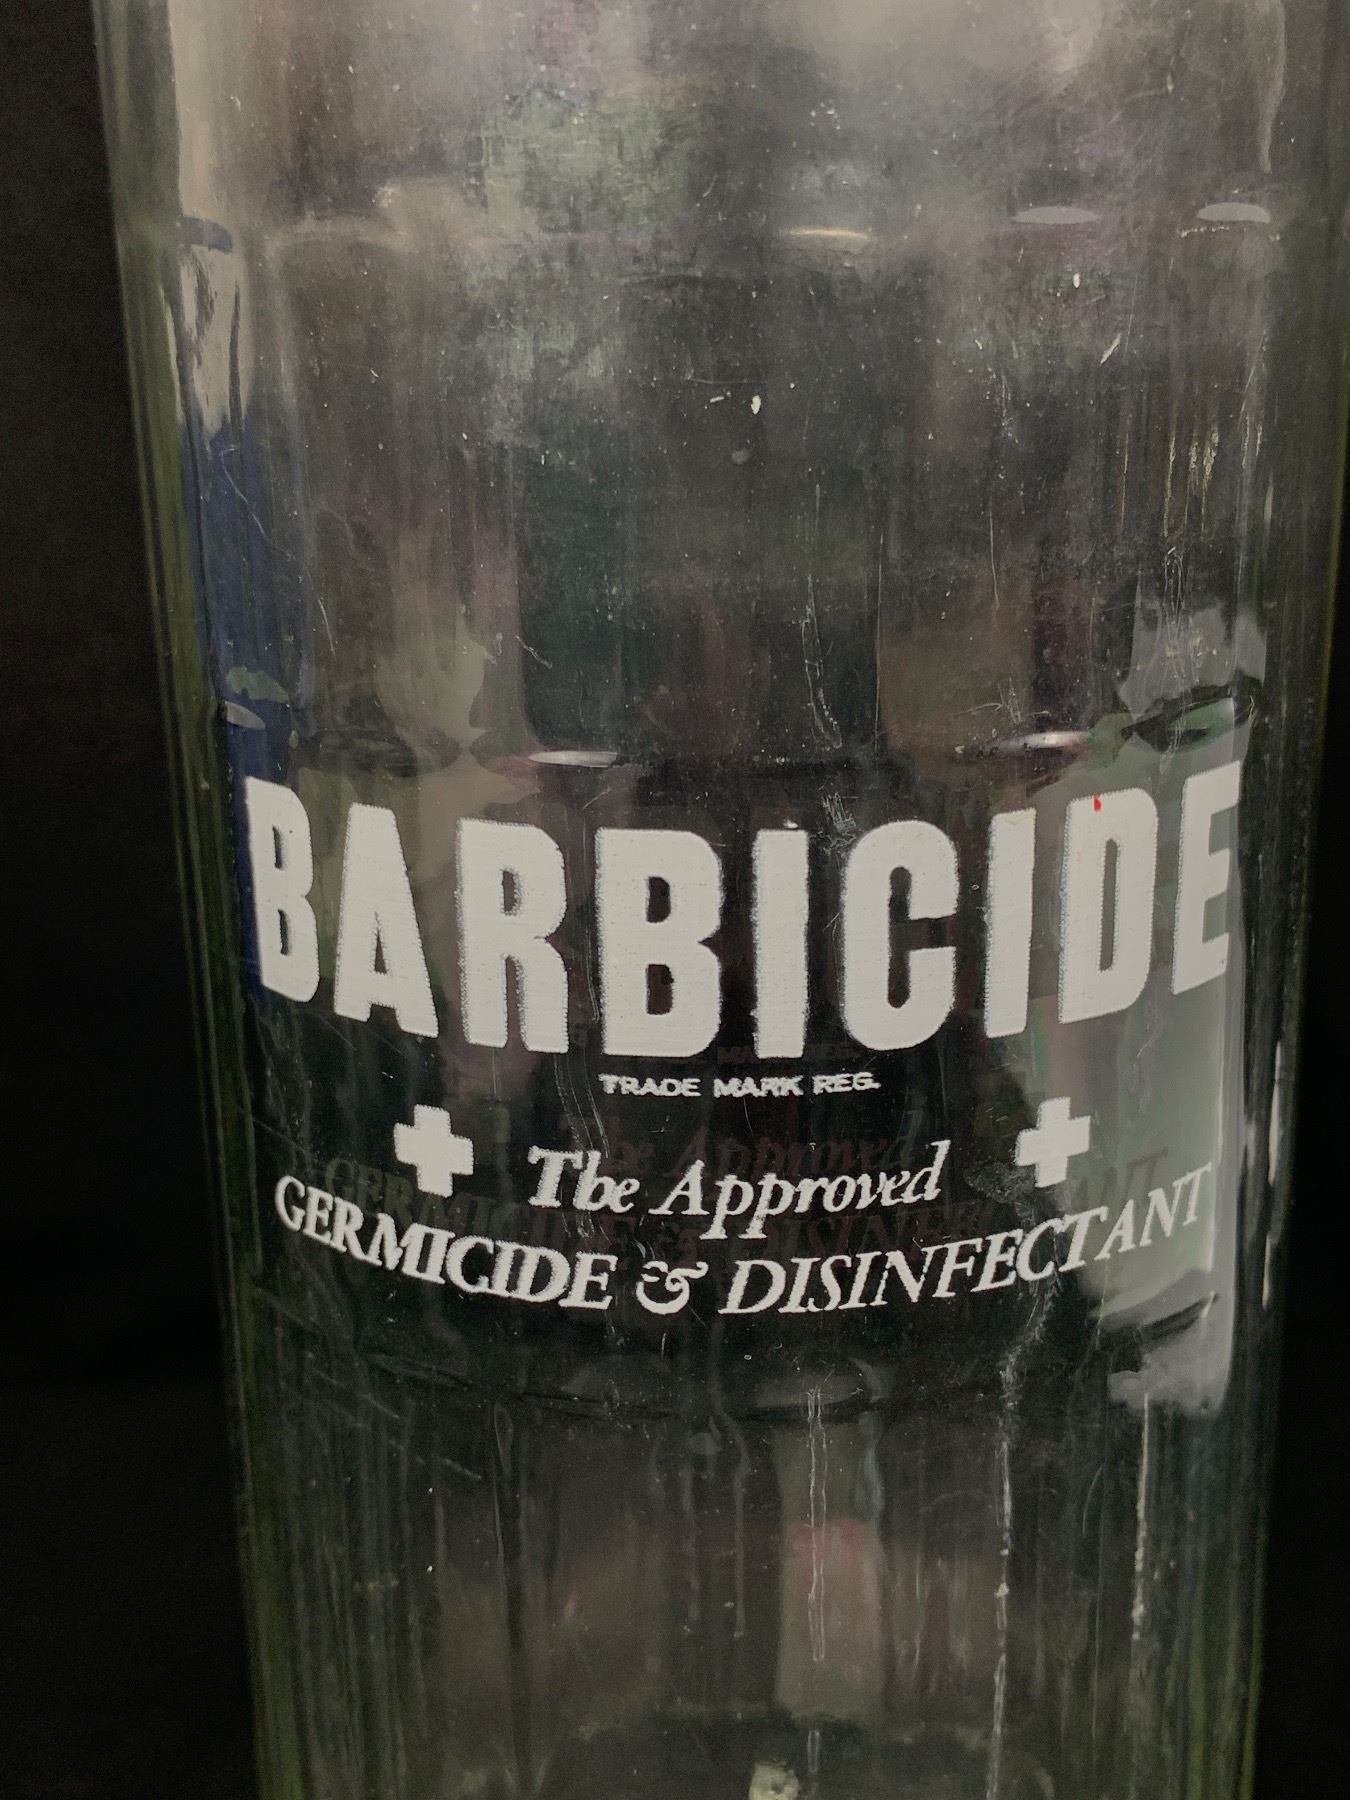 BARBICIDE
TRADE MARK REG.
The Approved
GERMICIDE & DISINFECTANT